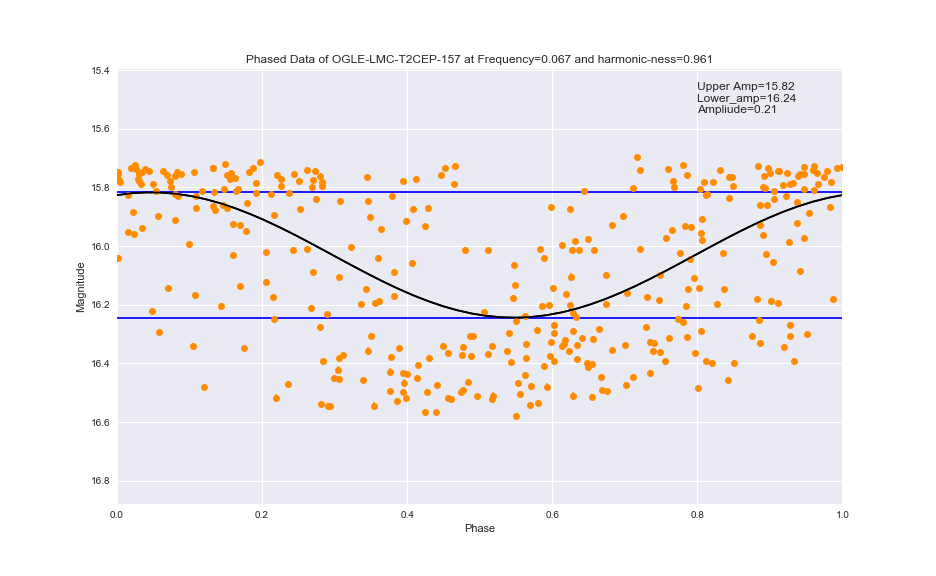 Phased Data of OGLE-LMC-T2CEP-157 at Frequency=0.067 and harmonic-ness=0.961
15.4
15.6
15.8
16.0
16.2
16.4
16.6
16.8
Magnitude
Upper Amp=15.82
Lower_amp=16.24
Ampliude=0.21
0.0
0.2
0.4
0.6
0.8
1.0
Phase